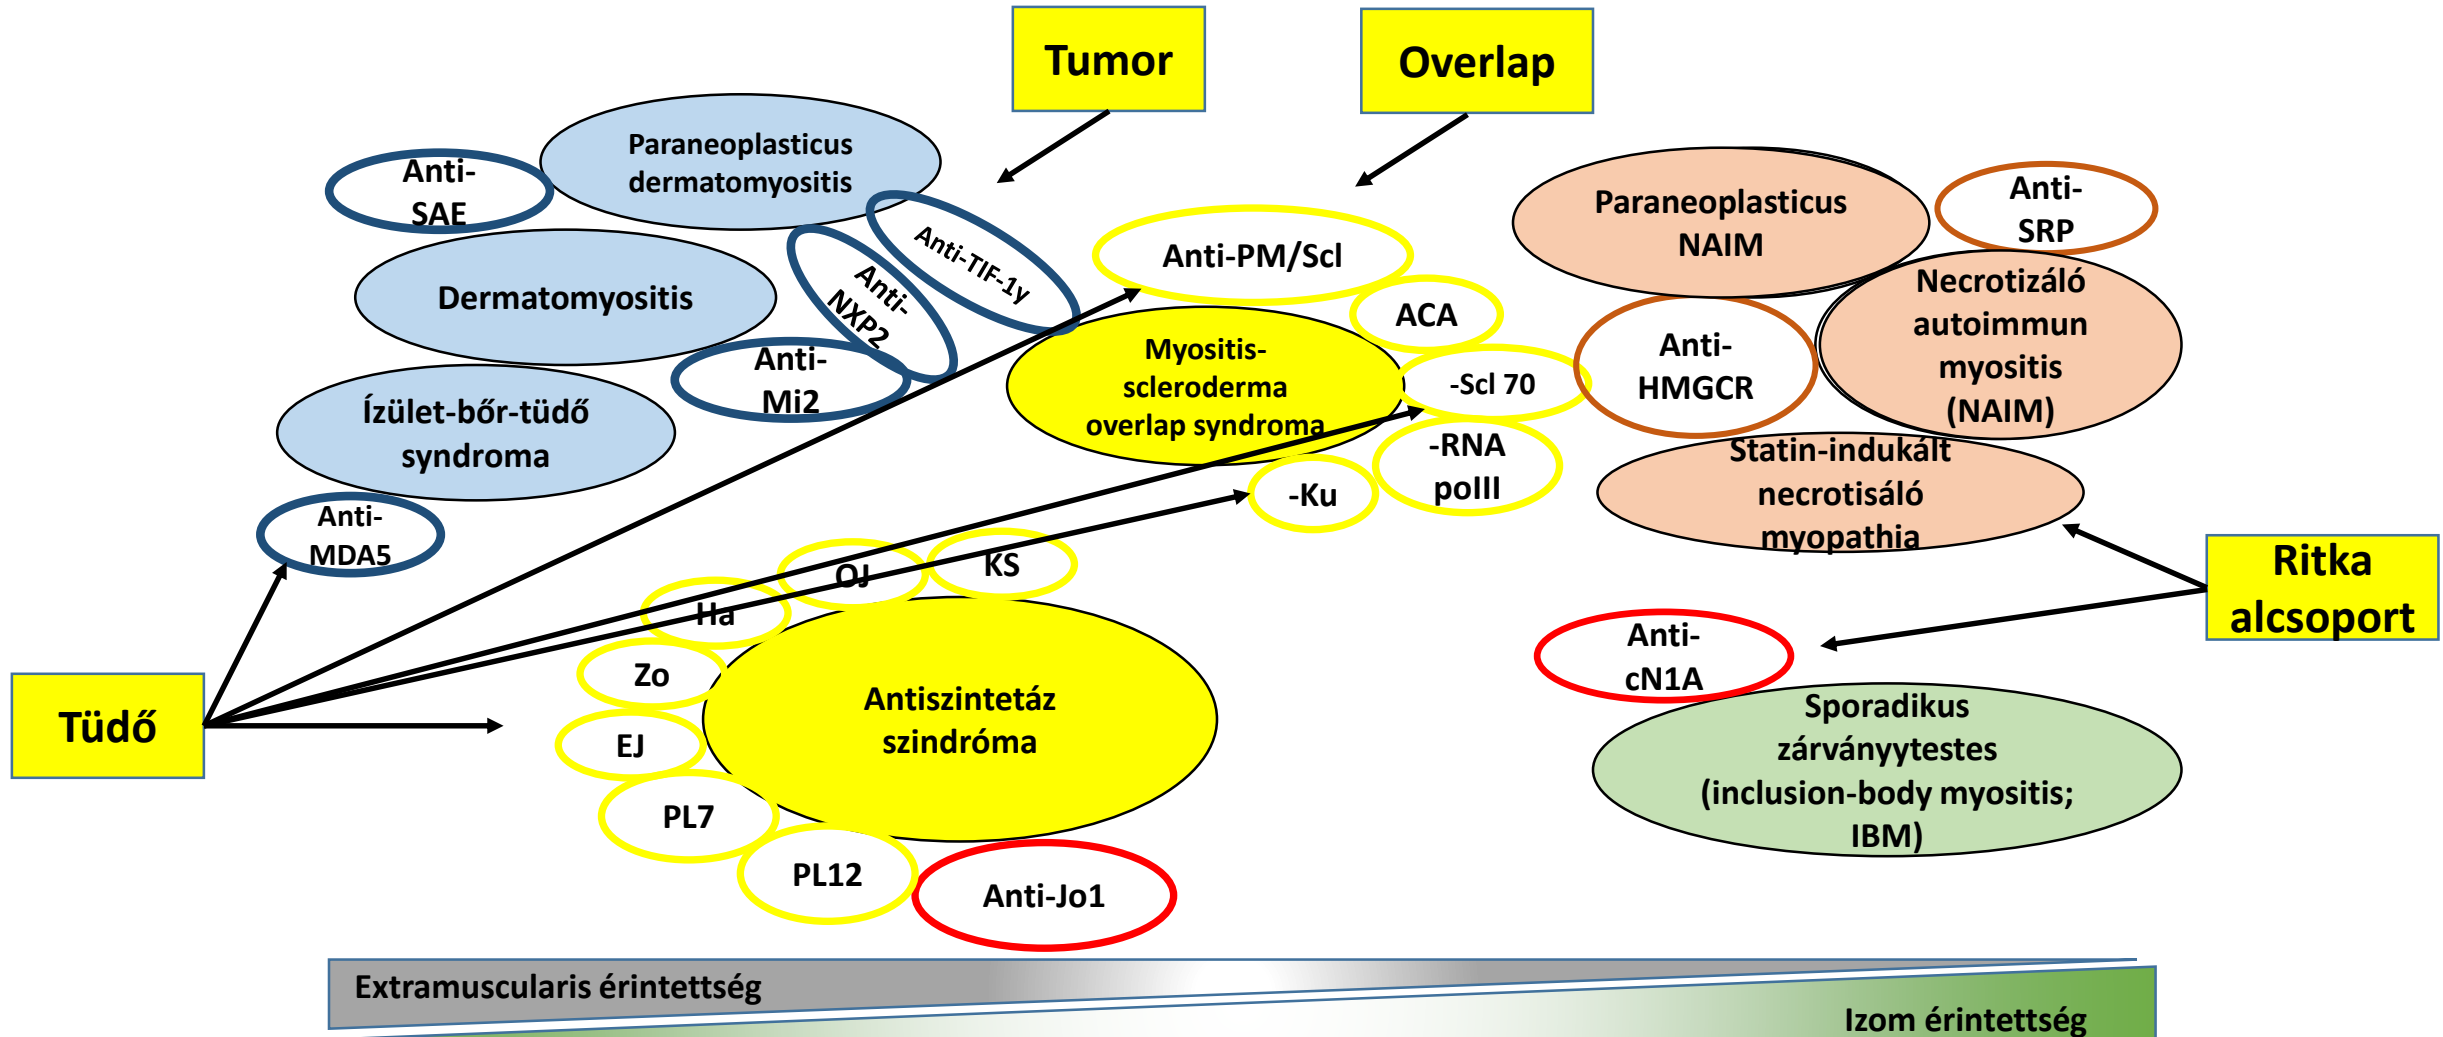 Tumor
Overlap
Paraneoplasticus
dermatomyositis
Anti-
SAE
Anti-TIF-1y
Anti-
NXP2
Dermatomyositis
Anti-
Mi2
Ízület-bőr-tüdő
syndroma
Anti-
MDA5
Anti-PM/Scl
ACA
Myositis-
scleroderma
overlap syndroma
-Scl 70
-RNA
polII
-Ku
Paraneoplasticus
NAIM
Anti-
SRP
Necrotizáló
autoimmun
myositis
(NAIM)
Anti-
HMGCR
Statin-indukált
necrotisáló
myopathia
Ritka
alcsoport
Anti-
cN1A
Sporadikus
zárványytestes
(inclusion-body myositis;
IBM)
Tüdő
KS
OJ
Ha
Zo
EJ
PL7
PL12
Anti-Jo1
Antiszintetáz
szindróma
Extramuscularis érintettség
Izom érintettség